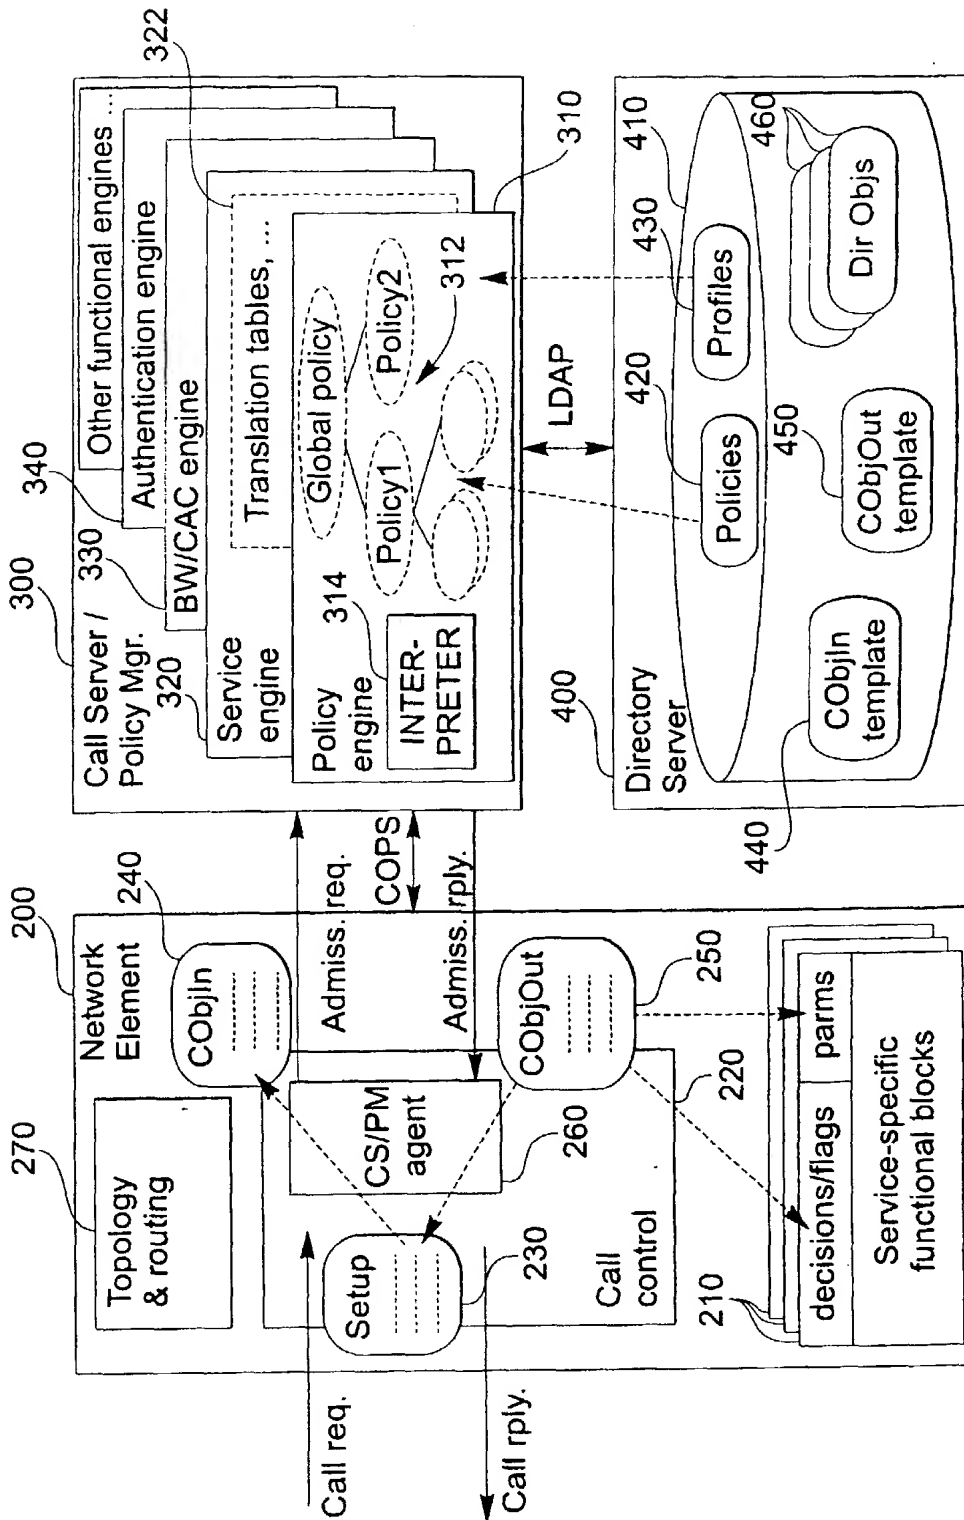 200
270
Network
Element
Topology
& routing
240
CObjIn
Call req.
Call rply.
Setup
230
CS/PM
agent
260
Call
control
220
CObjOut
250
210
decisions/flags
parms
Service-specific
functional blocks
Admiss. req.
COPS
Admiss. rply.
300
Call Server /
Policy Mgr.
320
330
340
Other functional engines ...
Authentication engine
BW/CAC engine
Service
engine
322
Translation tables, ...
Policy
engine
314
INTER-
PRETER
Global policy
Policy1
Policy2
312
310
LDAP
400
Directory
Server
420
430
410
Policies
Profiles
460
440
CObjIn
template
450
CObjOut
template
Dir Objs